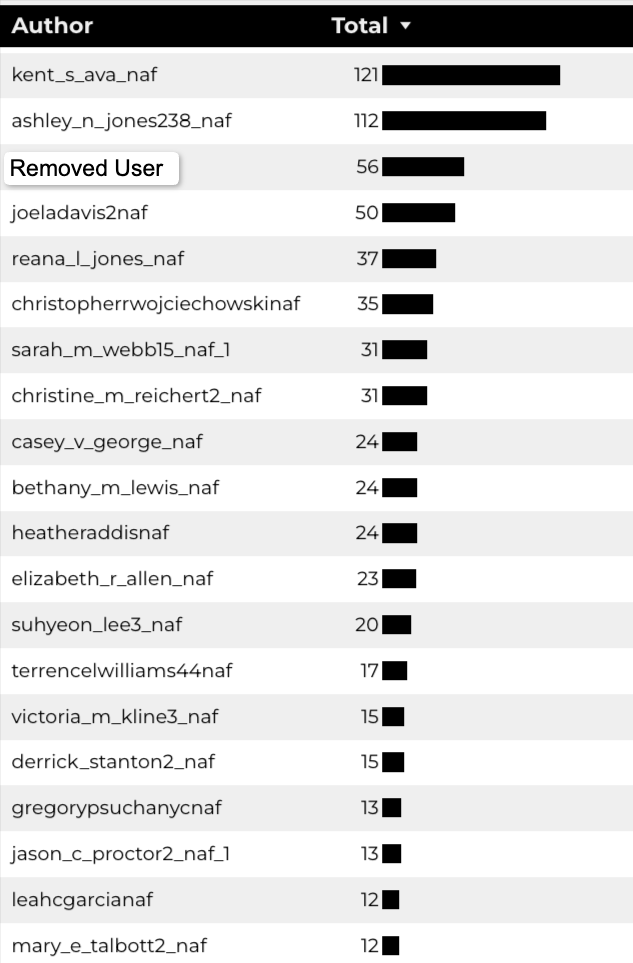 Author Total ▼
kent_s_ava_naf 121
ashley_n_jones238_naf 112
Removed User 56
joeladavis2naf 50
reana_l_jones_naf 37
christopherrwojciechowskinaf 35
sarah_m_webb15_naf_1 31
christine_m_reichert2_naf 31
casey_v_george_naf 24
bethany_m_lewis_naf 24
heatheraddisnaf 24
elizabeth_r_allen_naf 23
suhyeon_lee3_naf 20
terrencelwilliams44naf 17
victoria_m_kline3_naf 15
derrick_stanton2_naf 15
gregorypsuchanycnaf 13
jason_c_proctor2_naf_1 13
leahcgarcianaf 12
mary_e_talbott2_naf 12